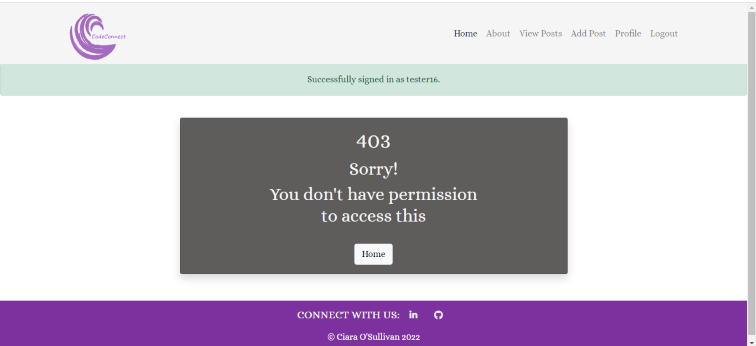 CodeConnect
Home About View Posts Add Post Profile Logout
Successfully signed in as tester16.
403
Sorry!
You don't have permission
to access this
Home
CONNECT WITH US:
© Ciara O'Sullivan 2022